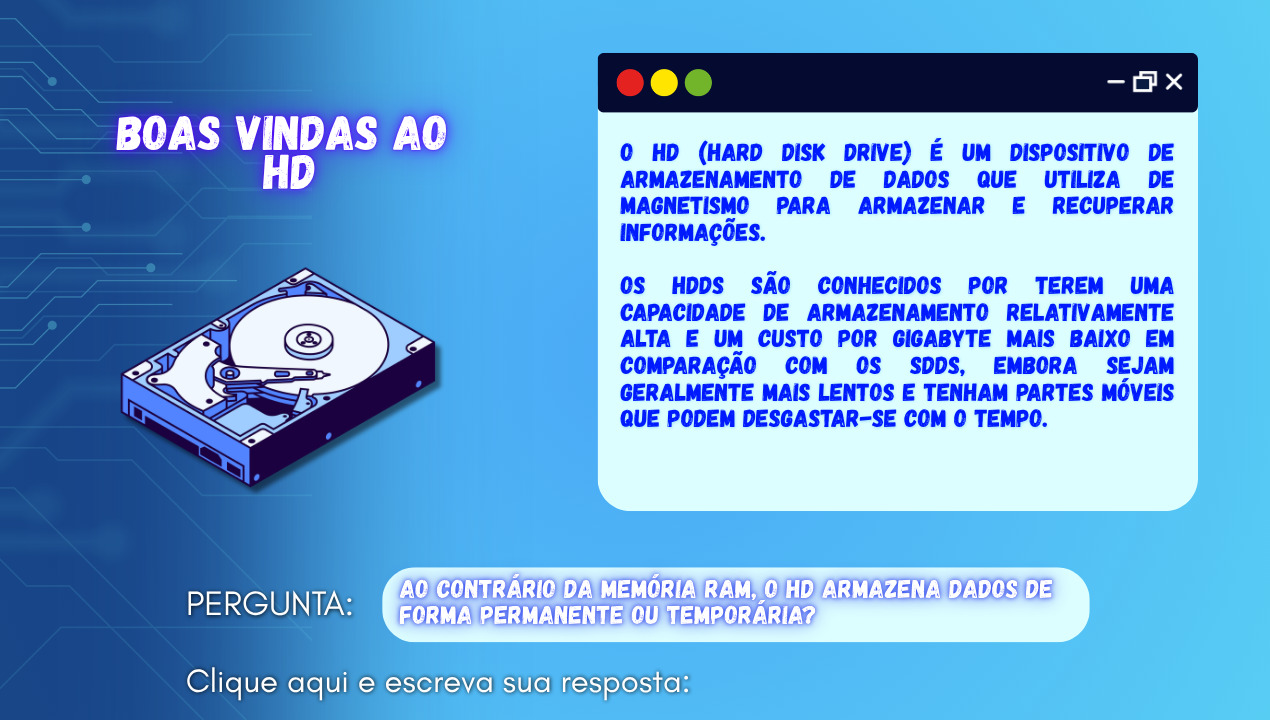 BOAS VINDAS AO
HD
O HD (HARD DISK DRIVE) É UM DISPOSITIVO DE
ARMAZENAMENTO DE DADOS QUE UTILIZA DE
MAGNETISMO PARA ARMAZENAR E RECUPERAR
INFORMAÇÕES.
OS HDDS SÃO CONHECIDOS POR TEREM UMA
CAPACIDADE DE ARMAZENAMENTO RELATIVAMENTE
ALTA E UM CUSTO POR GIGABYTE MAIS BAIXO EM
COMPARAÇÃO COM OS SDDS, EMBORA SEJAM
GERALMENTE MAIS LENTOS E TENHAM PARTES MÓVEIS
QUE PODEM DESGASTAR-SE COM O TEMPO.
PERGUNTA:
AO CONTRÁRIO DA MEMÓRIA RAM, O HD ARMAZENA DADOS DE
FORMA PERMANENTE OU TEMPORÁRIA?
Clique aqui e escreva sua resposta: